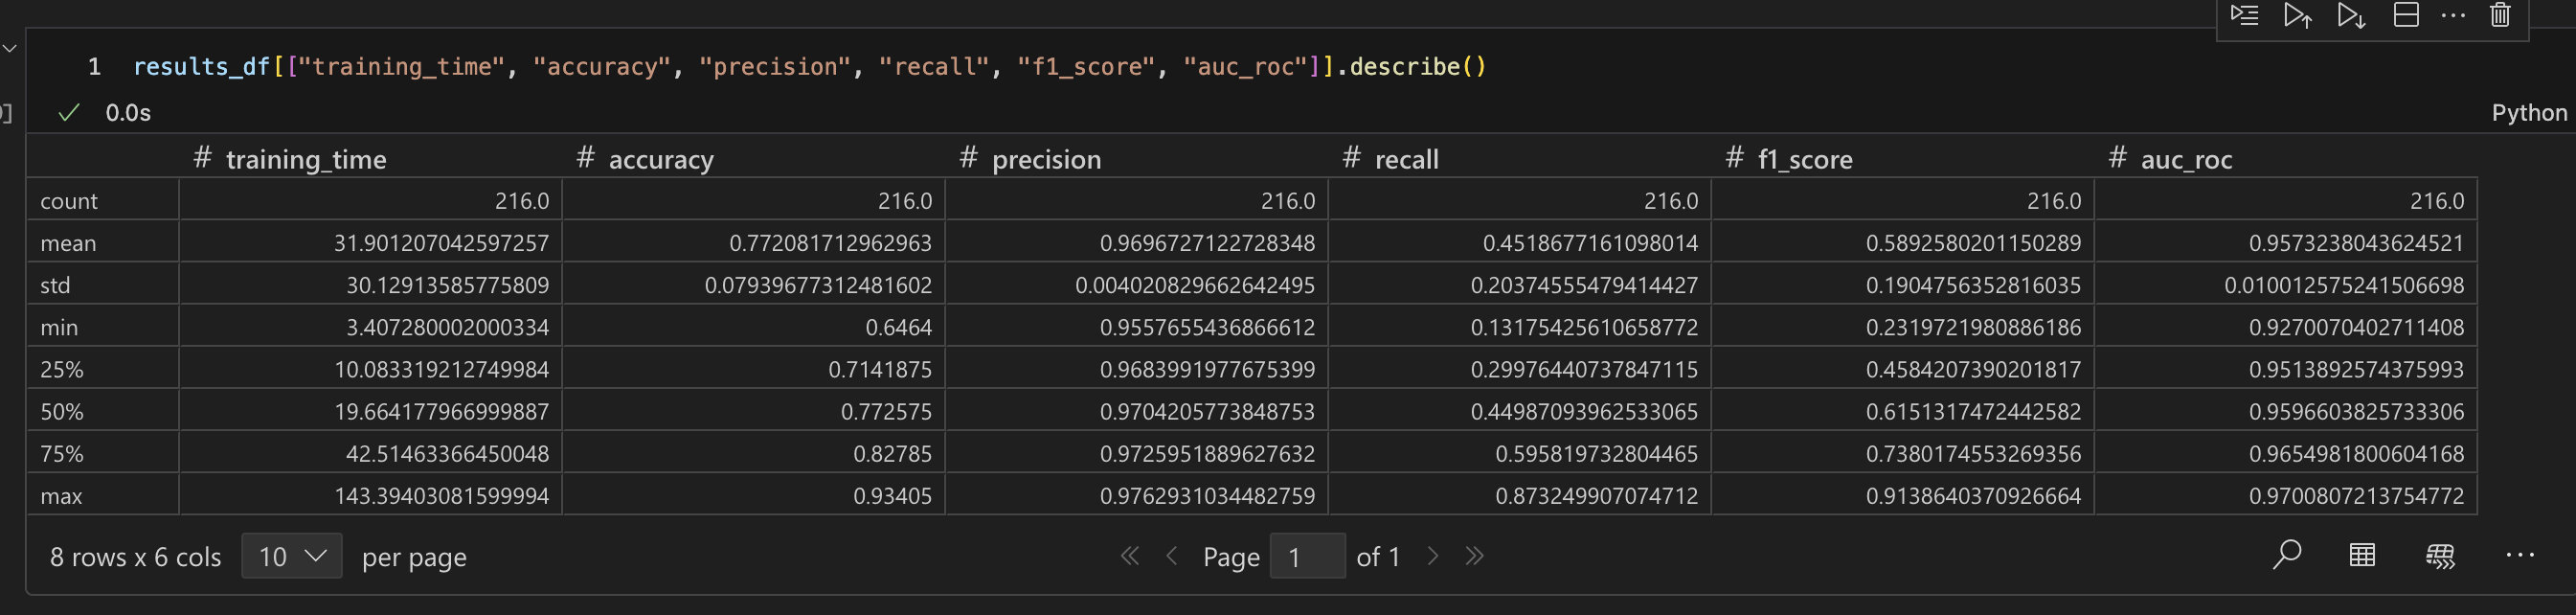 1 results_df[["training_time", "accuracy", "precision", "recall", "f1_score", "auc_roc"]].describe()
0.0s Python
# training_time # accuracy # precision # recall # f1_score # auc_roc
count 216.0 216.0 216.0 216.0 216.0 216.0
mean 31.901207042597257 0.772081712962963 0.9696727122728348 0.4518677161098014 0.5892580201150289 0.9573238043624521
std 30.12913585775809 0.07939677312481602 0.004020829662642495 0.20374555479414427 0.1904756352816035 0.010012575241506698
min 3.407280002000334 0.6464 0.9557655436866612 0.13175425610658772 0.2319721980886186 0.9270070402711408
25% 10.083319212749984 0.7141875 0.9683991977675399 0.29976440737847115 0.4584207390201817 0.9513892574375993
50% 19.664177966999887 0.772575 0.9704205773848753 0.44987093962533065 0.6151317472442582 0.9596603825733306
75% 42.51463366450048 0.82785 0.9725951889627632 0.595819732804465 0.7380174553269356 0.9654981800604168
max 143.39403081599994 0.93405 0.9762931034482759 0.873249907074712 0.9138640370926664 0.9700807213754772
8 rows x 6 cols 10 per page Page 1 of 1